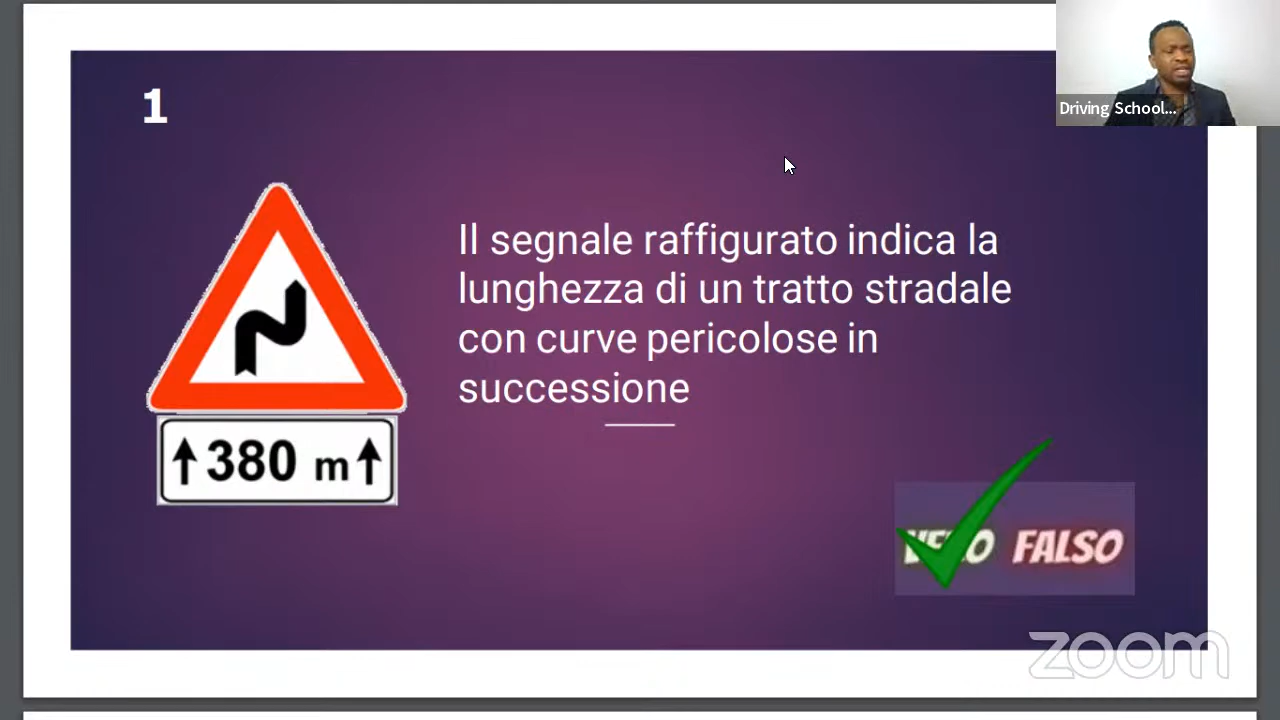 1
Driving School...
Il segnale raffigurato indica la
lunghezza di un tratto stradale
con curve pericolose in
successione
380 m
FALSO
zoom